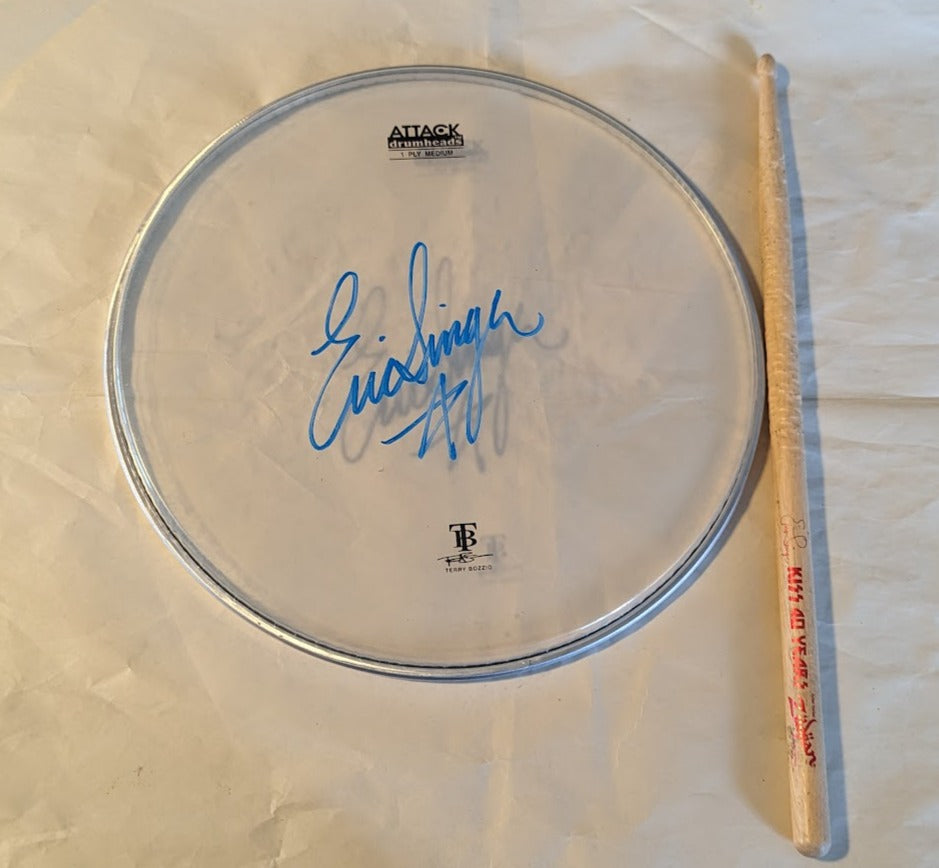 ATTACK
drumheads
1 PLY MEDIUM
Eric Singer
TB
TERRY BOZZIO
KISS 40 YEARS